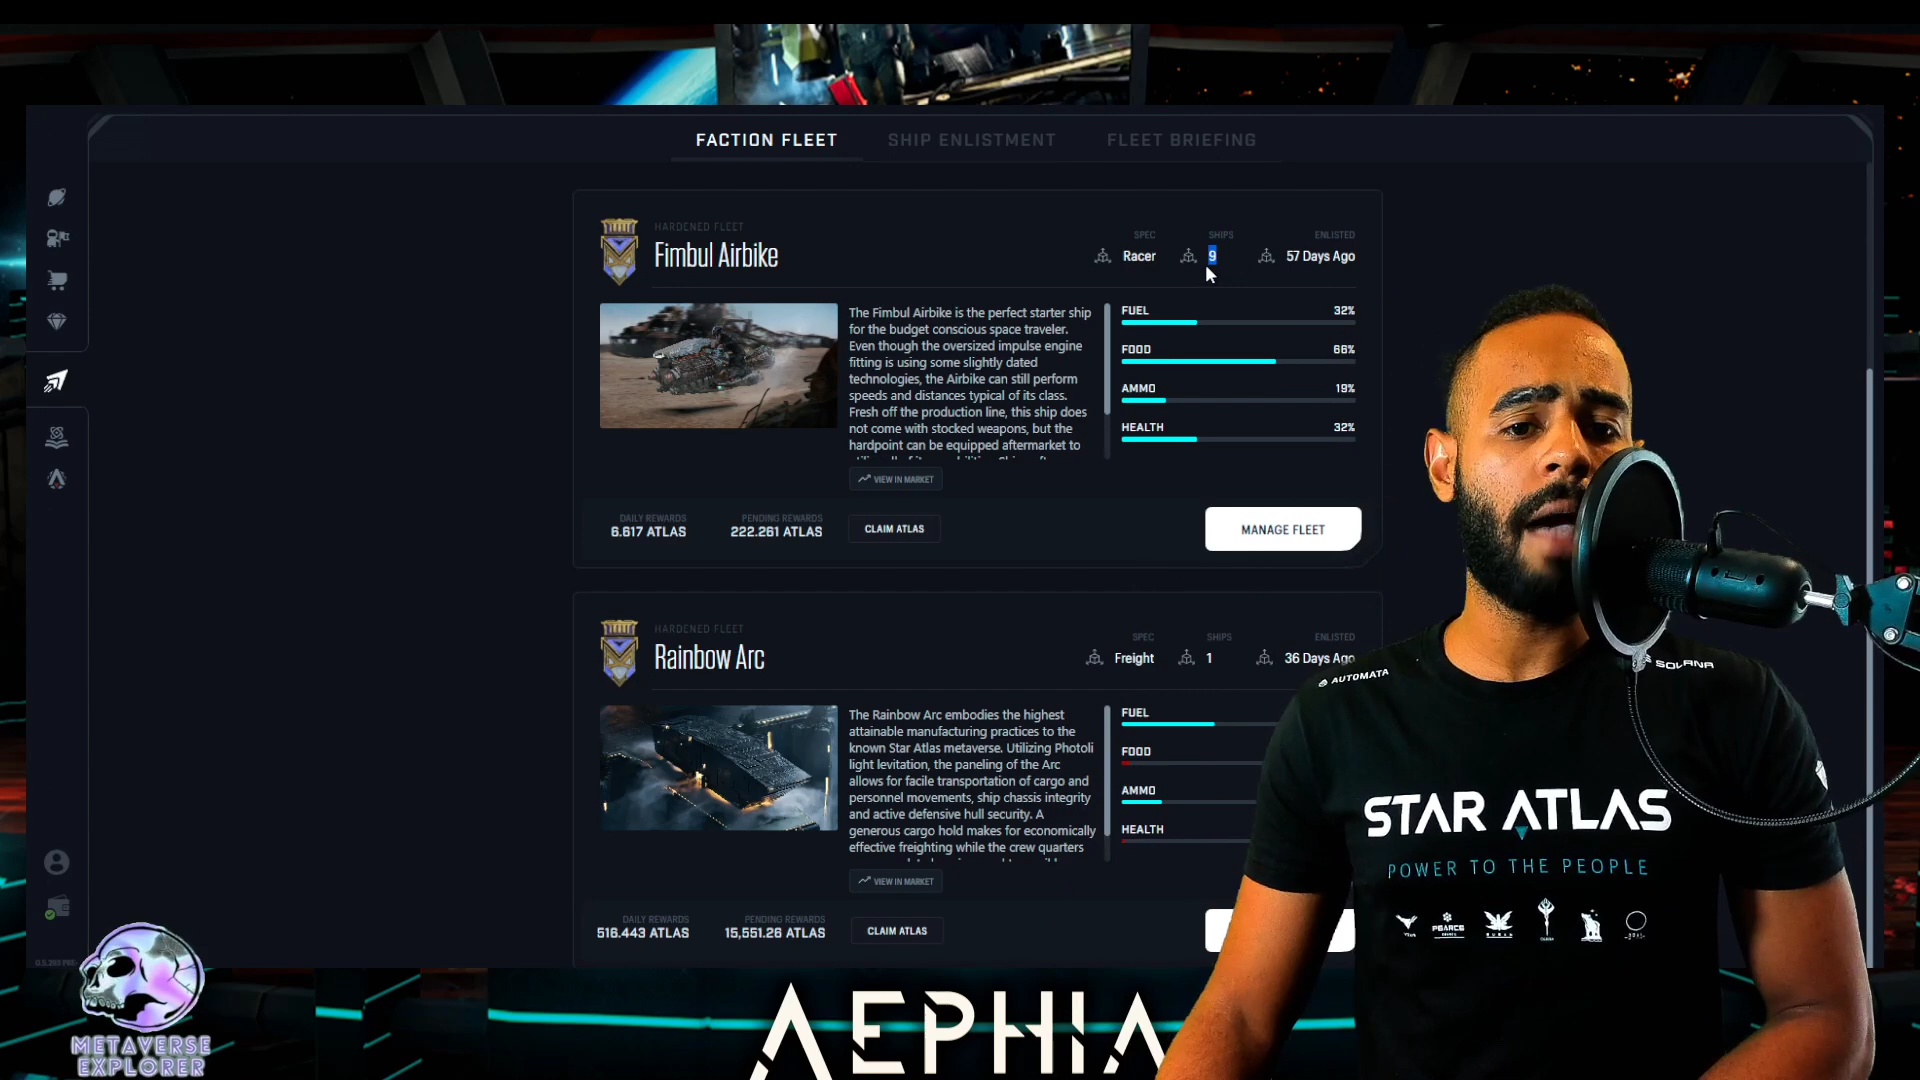 FACTION FLEET
SHIP ENLISTMENT
FLEET BRIEFING
HARDENED FLEET
Fimbul Airbike
SPEC
Racer
SHIPS
9
ENLISTED
57 Days Ago
The Fimbul Airbike is the perfect starter ship
for the budget conscious space traveler.
Even though the oversized impulse engine
fitting is using some slightly dated
technologies, the Airbike can still perform
speeds and distances typical of its class.
Fresh off the production line, this ship does
not come with stocked weapons, but the
hardpoint can be equipped aftermarket to
FUEL 32%
FOOD 66%
AMMO 19%
HEALTH 32%
VIEW IN MARKET
DAILY REWARDS
6.617 ATLAS
PENDING REWARDS
222.261 ATLAS
CLAIM ATLAS
MANAGE FLEET
HARDENED FLEET
Rainbow Arc
SPEC
Freight
SHIPS
1
ENLISTED
36 Days Ago
The Rainbow Arc embodies the highest
attainable manufacturing practices to the
known Star Atlas metaverse. Utilizing Photoli
light levitation, the paneling of the Arc
allows for facile transportation of cargo and
personnel movements, ship chassis integrity
and active defensive hull security. A
generous cargo hold makes for economically
effective freighting while the crew quarters
FUEL
FOOD
AMMO
HEALTH
VIEW IN MARKET
DAILY REWARDS
516.443 ATLAS
PENDING REWARDS
15,551.26 ATLAS
CLAIM ATLAS
AUTOMATA
SOLANA
STAR ATLAS
POWER TO THE PEOPLE
PEARCE
METAVERSE
EXPLORER
AEPHIA